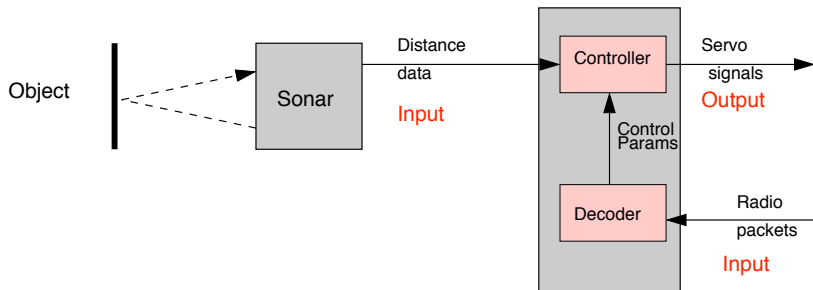 Object
Sonar
Distance
data
Input
Controller
Servo
signals
Output
Control
Params
Decoder
Radio
packets
Input